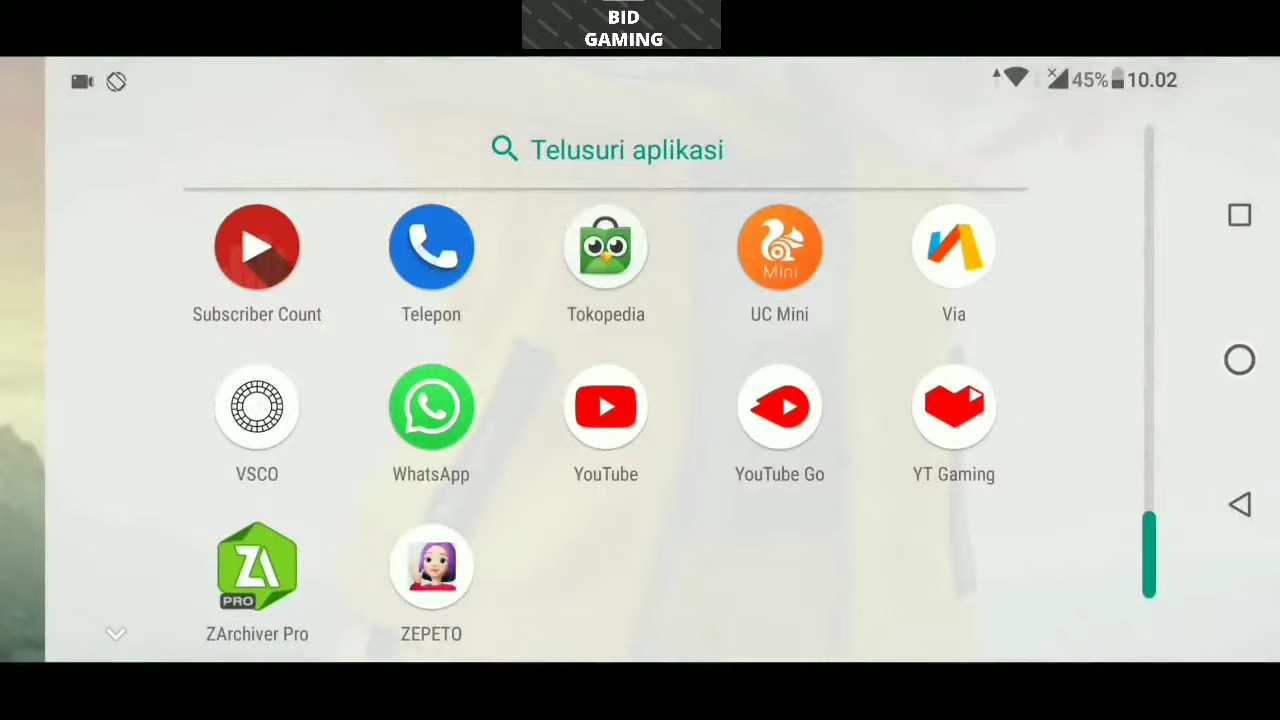 BID
GAMING
45% 10.02
Telusuri aplikasi
Mini
Subscriber Count
Telepon
Tokopedia
UC Mini
Via
VSCO
WhatsApp
YouTube
YouTube Go
YT Gaming
ZA
PRO
ZArchiver Pro
ZEPETO